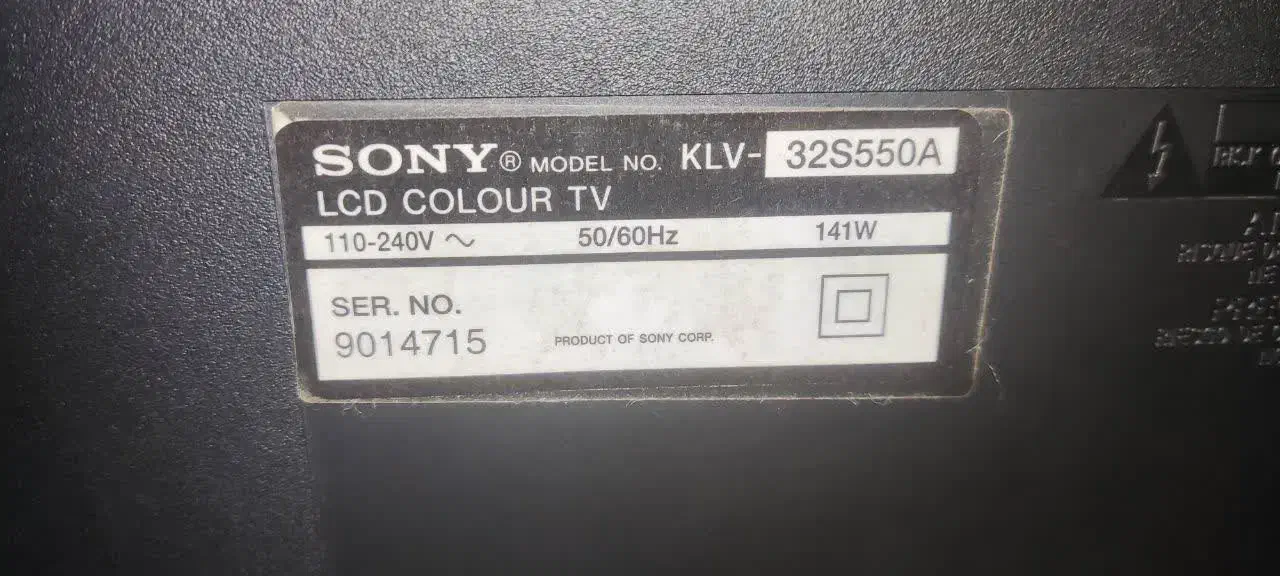 SONY® MODEL NO. KLV-32S550A
LCD COLOUR TV
110-240V ~ 50/60Hz 141W
SER. NO.
9014715
PRODUCT OF SONY CORP.